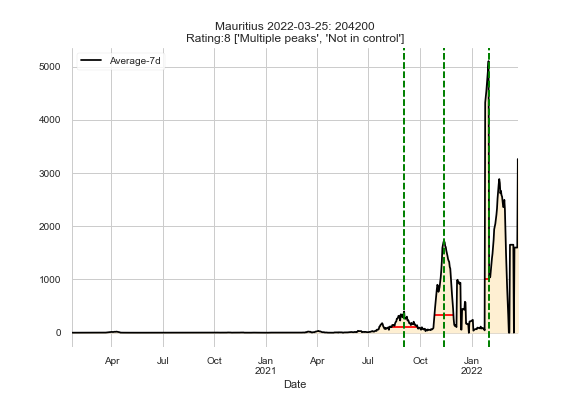 Mauritius 2022-03-25: 204200
Rating:8 ['Multiple peaks', 'Not in control']
Average-7d
5000
4000
3000
2000
1000
0
Apr Jul Oct Jan Apr Jul Oct Jan
2021 2022
Date